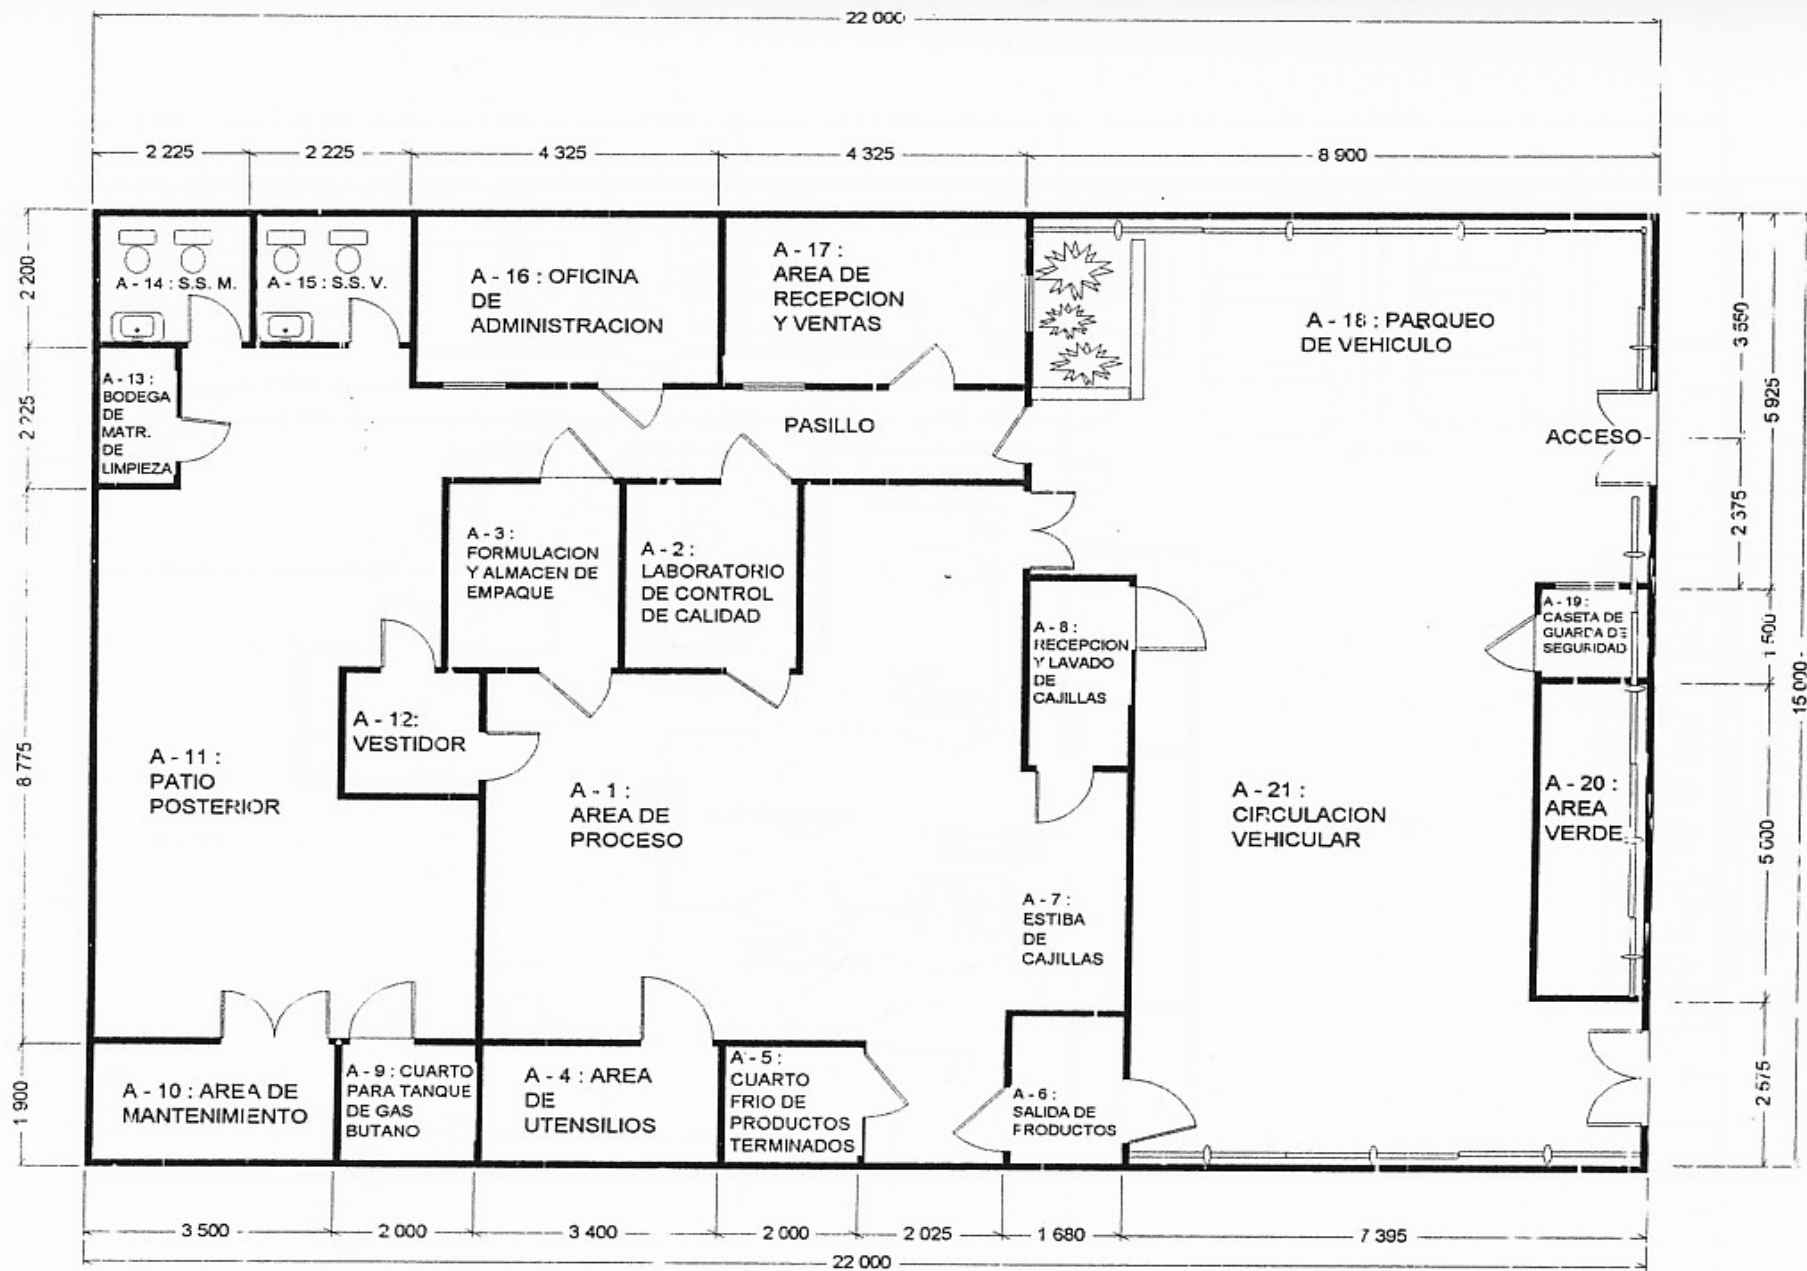 22 000
2 225
2 225
4 325
4 325
8 900
A - 14 : S.S. M.
A - 15 : S.S. V.
A - 16 : OFICINA
DE
ADMINISTRACION
A - 17 :
AREA DE
RECEPCION
Y VENTAS
A - 18 : PARQUEO
DE VEHICULO
2 200
2 225
8 775
1 900
A - 13 :
BODEGA
DE
MATR.
DE
LIMPIEZA
PASILLO
ACCESO
3 550
5 925
2 375
1 500
15 000
5 000
2 575
A - 3 :
FORMULACION
Y ALMACEN DE
EMPAQUE
A - 2 :
LABORATORIO
DE CONTROL
DE CALIDAD
A - 8 :
RECEPCION
Y LAVADO
DE
CAJILLAS
A - 19 :
CASETA DE
GUARDA DE
SEGURIDAD
A - 12:
VESTIDOR
A - 11 :
PATIO
POSTERIOR
A - 1 :
AREA DE
PROCESO
A - 21 :
CIRCULACION
VEHICULAR
A - 20 :
AREA
VERDE
A - 7 :
ESTIBA
DE
CAJILLAS
A - 10 : AREA DE
MANTENIMIENTO
A - 9 : CUARTO
PARA TANQUE
DE GAS
BUTANO
A - 4 : AREA
DE
UTENSILIOS
A - 5 :
CUARTO
FRIO DE
PRODUCTOS
TERMINADOS
A - 6 :
SALIDA DE
PRODUCTOS
3 500
2 000
3 400
2 000
2 025
1 680
7 395
22 000